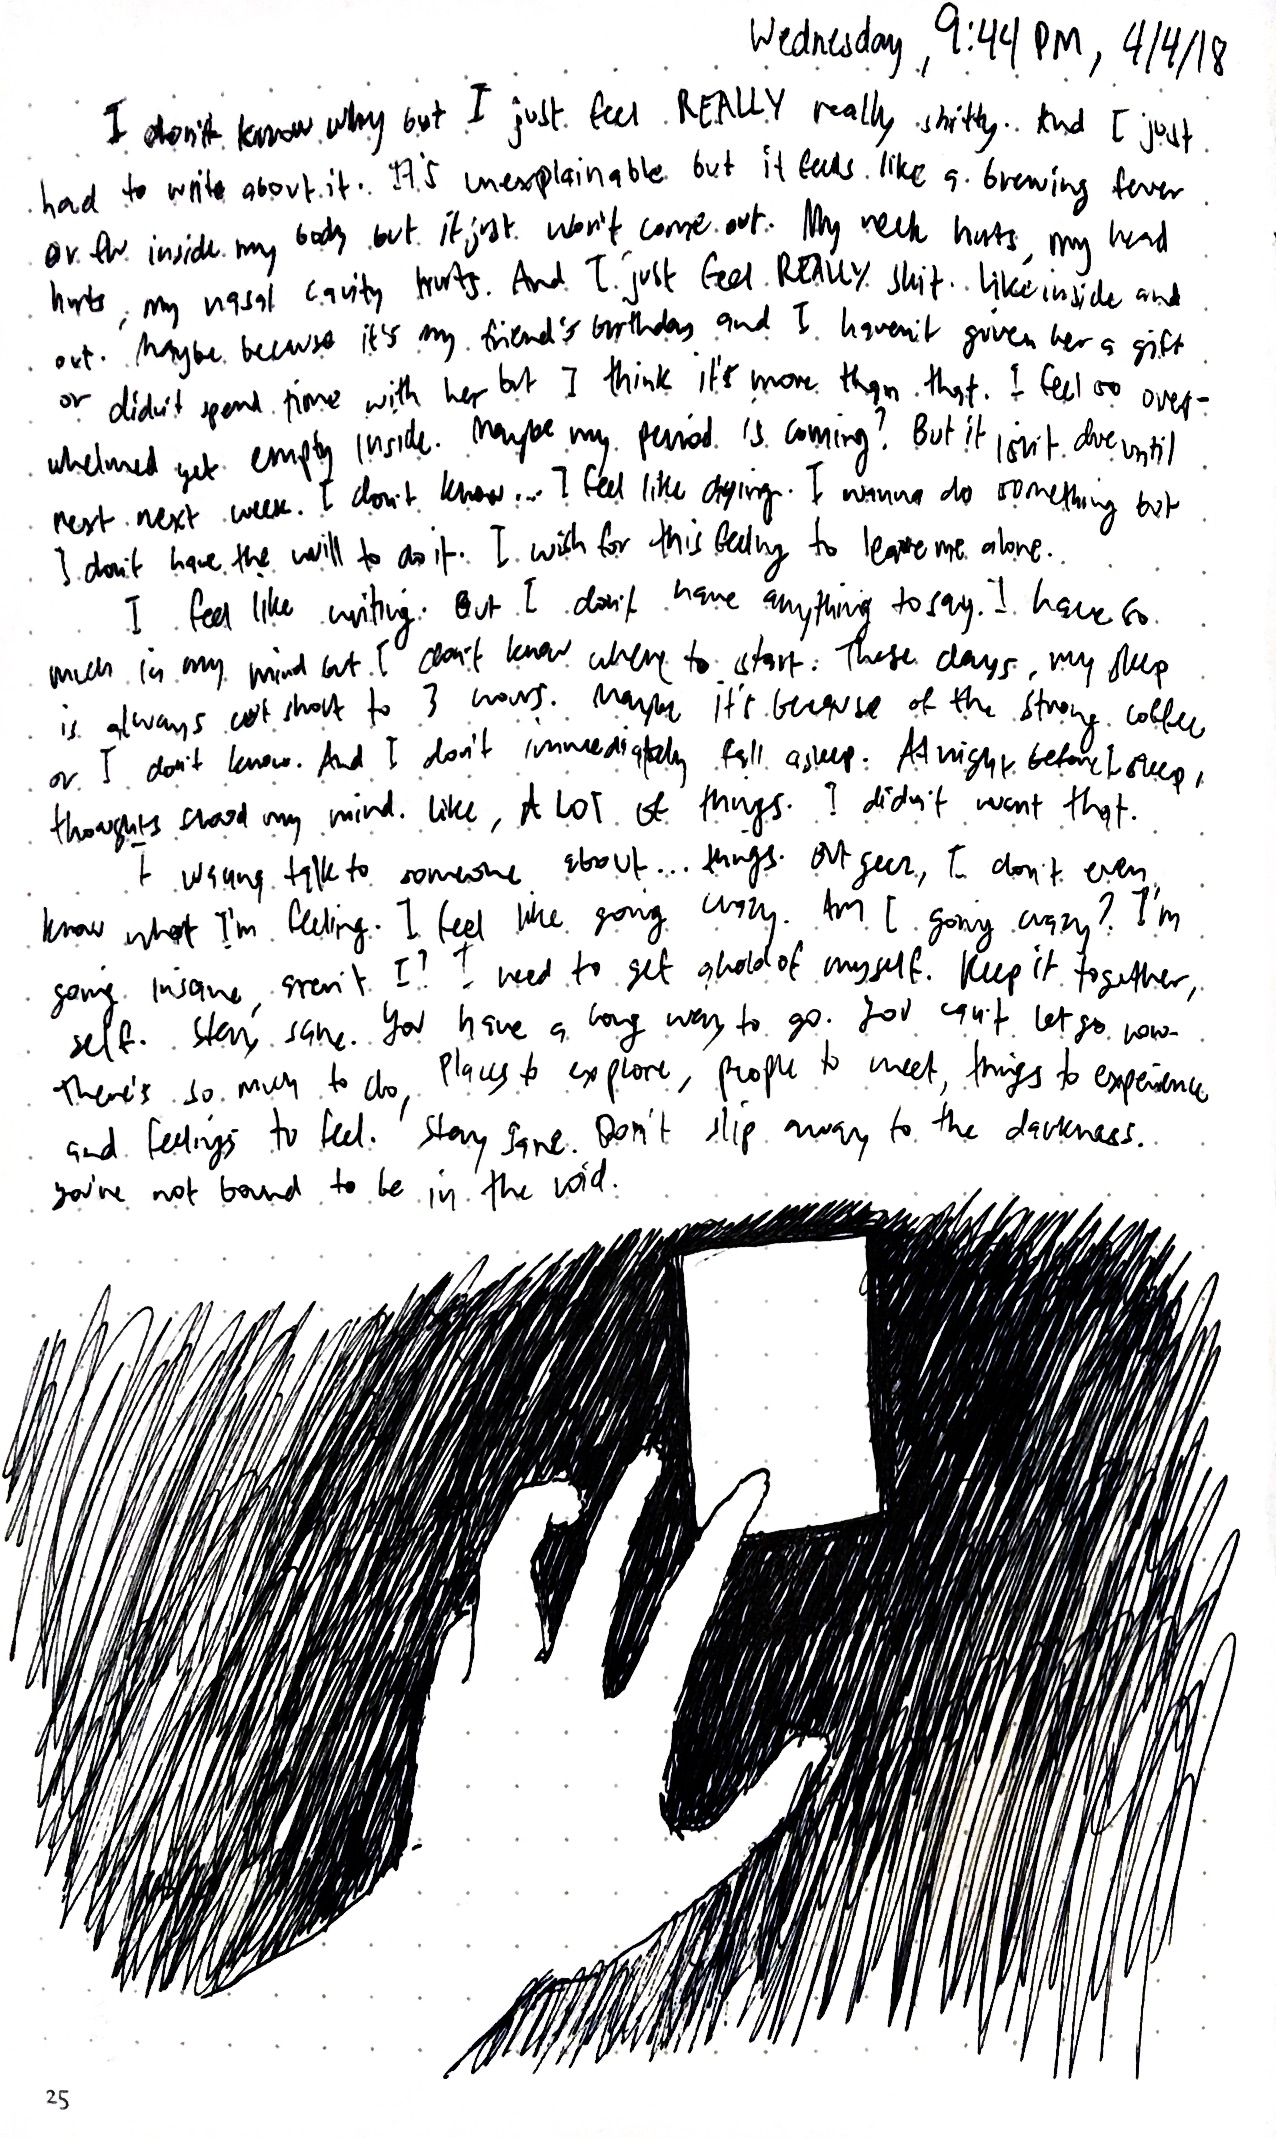 Wednesday, 9:44 PM, 4/4/18
I don't know why but I just feel REALLY really shitty. And I just
had to write about it. It's unexplainable but it feels like a brewing fever
or flu inside my body but it just won't come out. My neck hurts, my head
hurts, my nasal cavity hurts. And I just feel REALLY shit. Like inside and
out. Maybe because it's my friend's birthday and I haven't given her a gift
or didn't spend time with her but I think it's more than that. I feel so over-
whelmed yet empty inside. Maybe my period is coming? But it isn't due until
next next week. I don't know... I feel like dying. I wanna do something but
I don't have the will to do it. I wish for this feeling to leave me alone.
I feel like writing. But I don't have anything to say. I have so
much in my mind but I don't know where to start. These days, my sleep
is always cut short to 3 hours. Maybe it's because of the strong coffee
or I don't know. And I don't immediately fall asleep. At night before I sleep,
thoughts my mind. Like, A LOT of things. I didn't want that.
I wanna talk to someone about... things. But geez, I don't even
know what I'm feeling. I feel like going crazy. Am I going crazy? I'm
going insane, aren't I? I need to get ahold of myself. Keep it together,
self. Stay sane. You have a long way to go. You can't let go now.
There's so much to do, places to explore, people to meet, things to experience
and feelings to feel. Stay sane. Don't slip away to the darkness.
You're not bound to be in the void.
25